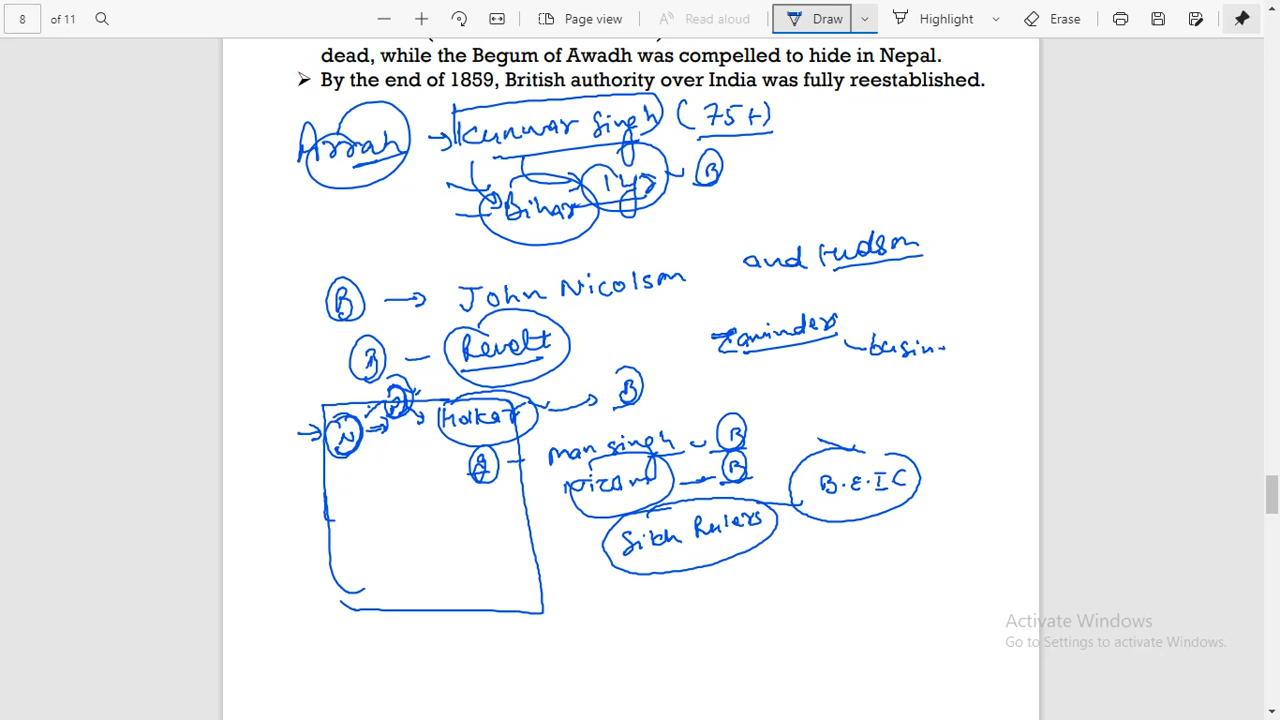 8 of 11 Page view Read aloud Draw Highlight Erase
dead, while the Begum of Awadh was compelled to hide in Nepal.
➤ By the end of 1859, British authority over India was fully reestablished.
Arrah → Kunwar Singh (75+)
B
Bihar
and Hudson
B → John Nicolson
Zaminders
B - Revolt
busin
Holkar → B
N
Man singh - B
Nizam → B
B.E.IC
Sikh Rulers
Activate Windows
Go to Settings to activate Windows.